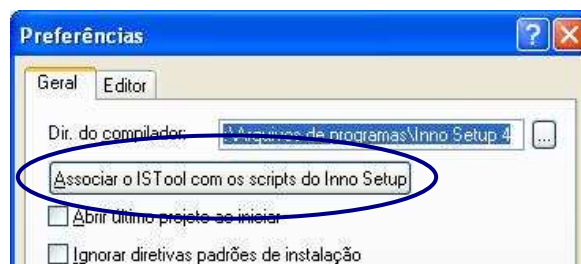 Preferências
Geral Editor
Dir. do compilador: :\Arquivos de programas\Inno Setup 4 ...
Associar o ISTool com os scripts do Inno Setup
Abrir último projeto ao iniciar
Ignorar diretivas padrões de instalação